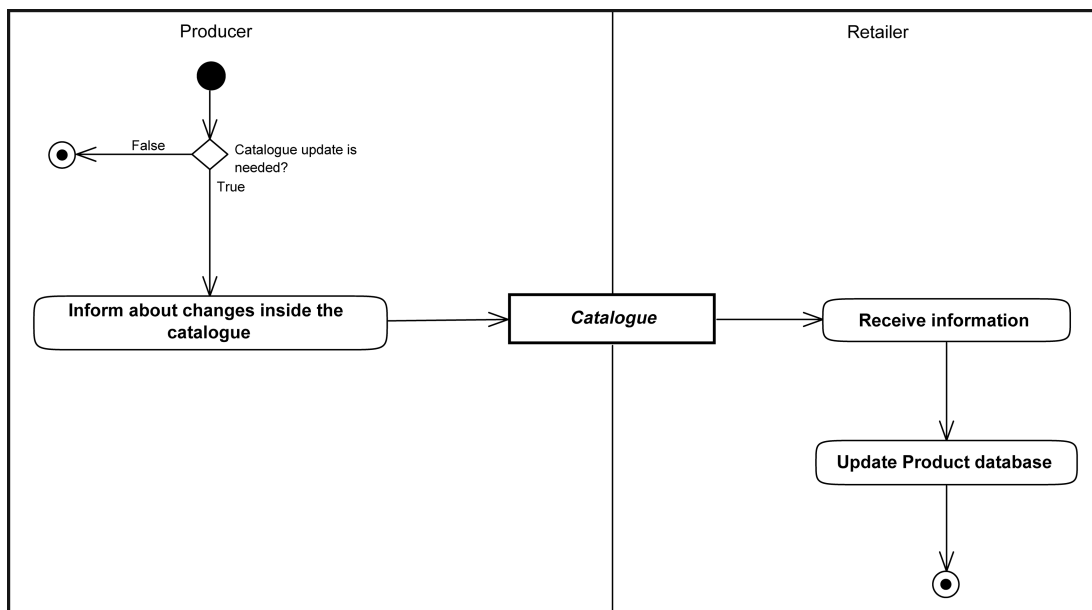 Producer
Retailer
False
Catalogue update is
needed?
True
Inform about changes inside the
catalogue
Catalogue
Receive information
Update Product database